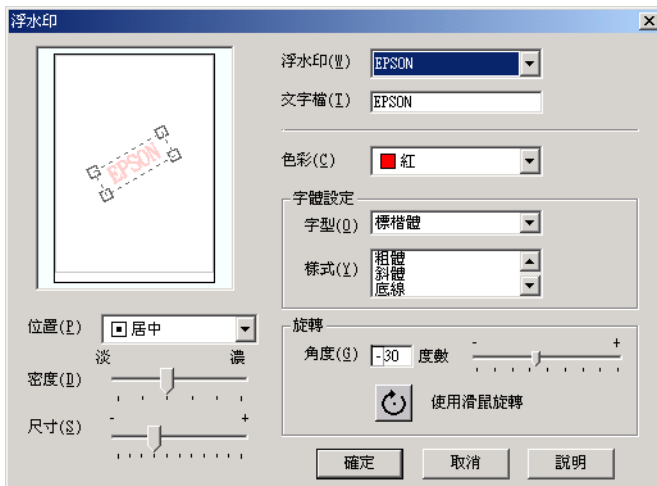 浮水印
浮水印(W) EPSON
文字檔(T) EPSON
EPSON
色彩(C) 紅
字體設定
字型(O) 標楷體
樣式(Y) 粗體
斜體
底線
位置(P) 居中
淡 濃
密度(D)
尺寸(S) - +
旋轉
角度(G) -30 度數 - +
使用滑鼠旋轉
確定 取消 說明